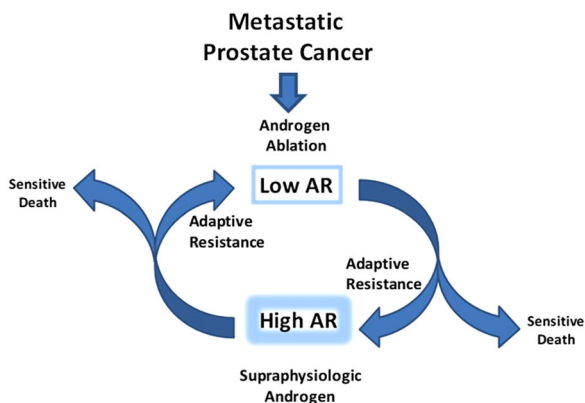 Metastatic
Prostate Cancer
Androgen
Ablation
Low AR
Sensitive
Death
Adaptive
Resistance
Adaptive
Resistance
High AR
Sensitive
Death
Supraphysiologic
Androgen